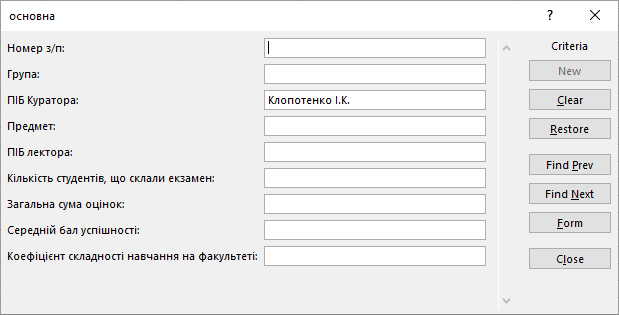 основна
?
Номер з/п:
Criteria
New
Група:
ПІБ Куратора:
Клопотенко І.К.
Clear
Предмет:
Restore
ПІБ лектора:
Find Prev
Кількість студентів, що склали екзамен:
Find Next
Загальна сума оцінок:
Form
Середній бал успішності:
Коефіцієнт складності навчання на факультеті:
Close